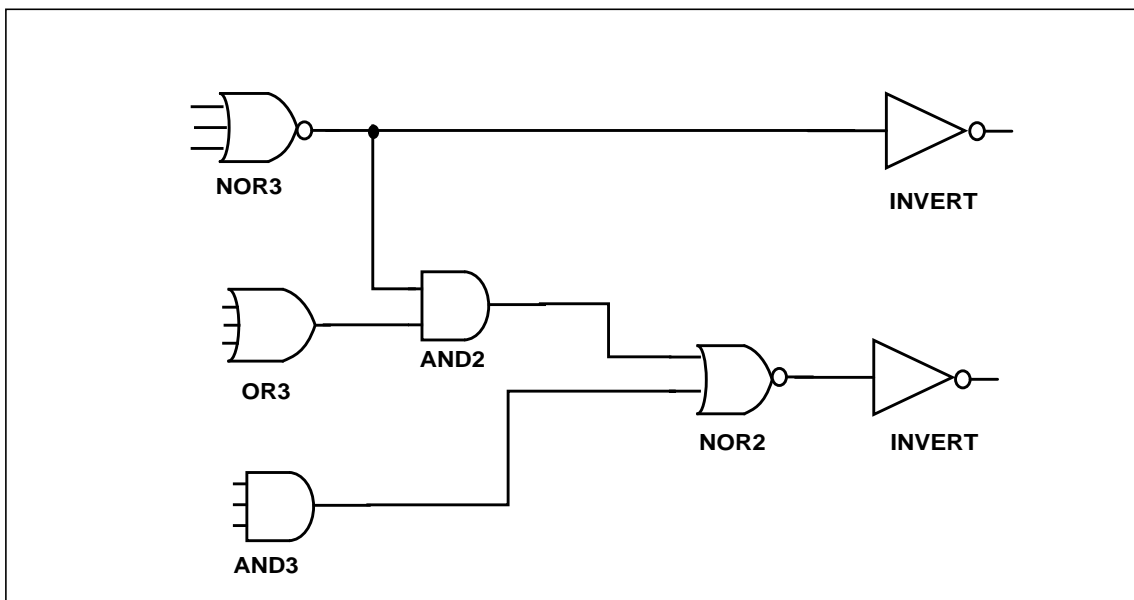 NOR3
INVERT
AND2
OR3
NOR2
INVERT
AND3